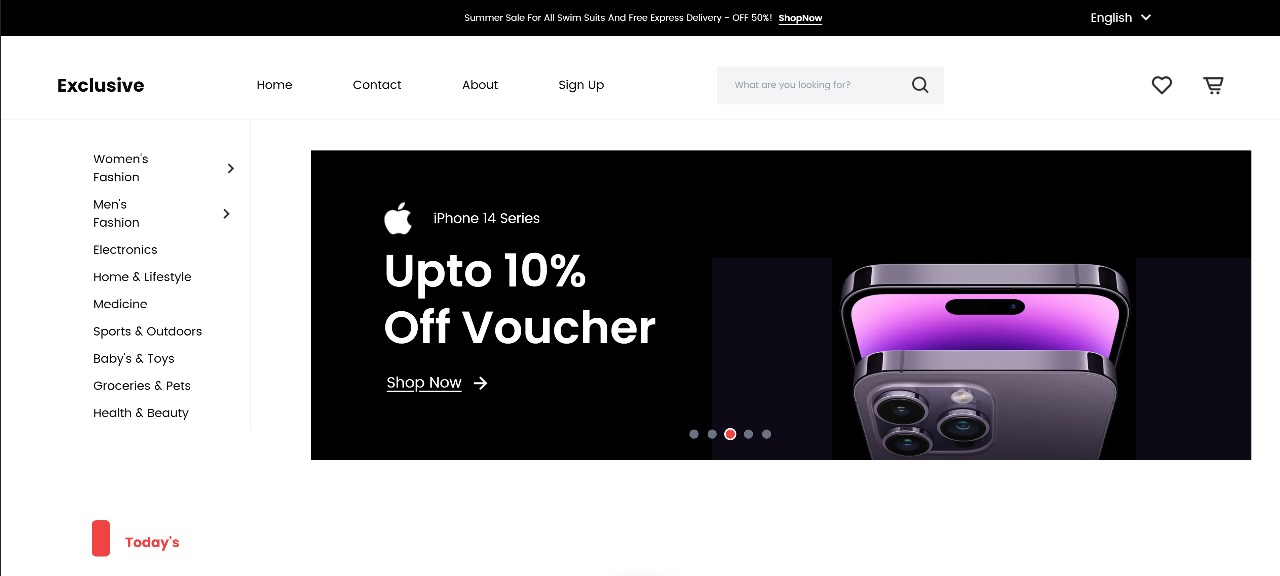 Summer Sale For All Swim Suits And Free Express Delivery - OFF 50%! ShopNow
English
Exclusive
Home
Contact
About
Sign Up
What are you looking for?
Women's
Fashion
Men's
Fashion
Electronics
Home & Lifestyle
Medicine
Sports & Outdoors
Baby's & Toys
Groceries & Pets
Health & Beauty
iPhone 14 Series
Upto 10%
Off Voucher
Shop Now
Today's